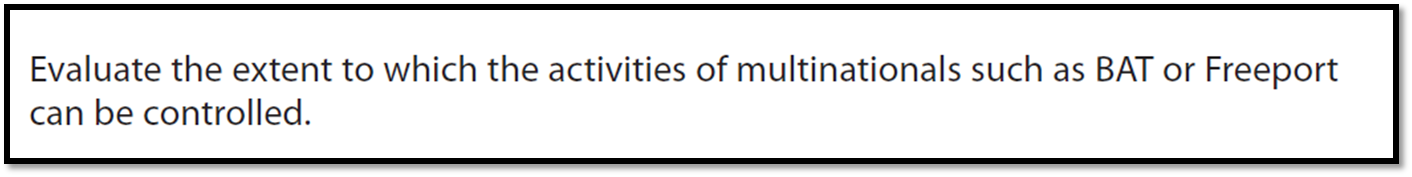 Evaluate the extent to which the activities of multinationals such as BAT or Freeport
can be controlled.